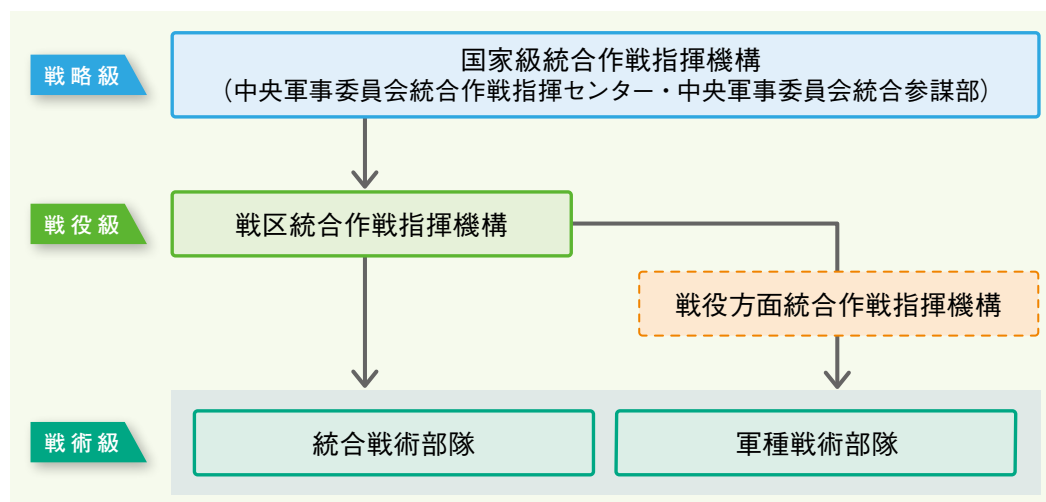 戦略級
国家級統合作戦指揮機構
（中央軍事委員会統合作戦指揮センター・中央軍事委員会統合参謀部）
戦役級
戦区統合作戦指揮機構
戦役方面統合作戦指揮機構
戦術級
統合戦術部隊
軍種戦術部隊